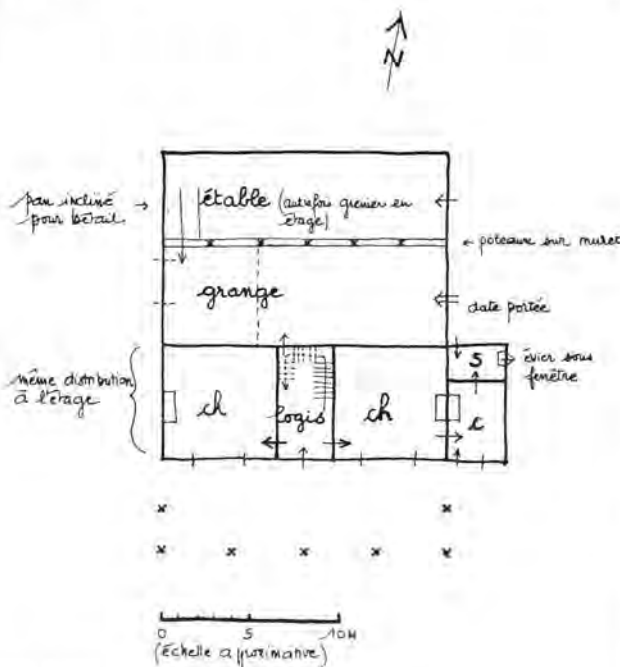 N
pan incliné
pour bétail
étable (autrefois grenier en
étage)
poteaux sur muret
grange
date portée
même distribution
à l'étage
ch
logis
ch
S
évier sous
fenêtre
c
0 5 10 M
(échelle approximative)